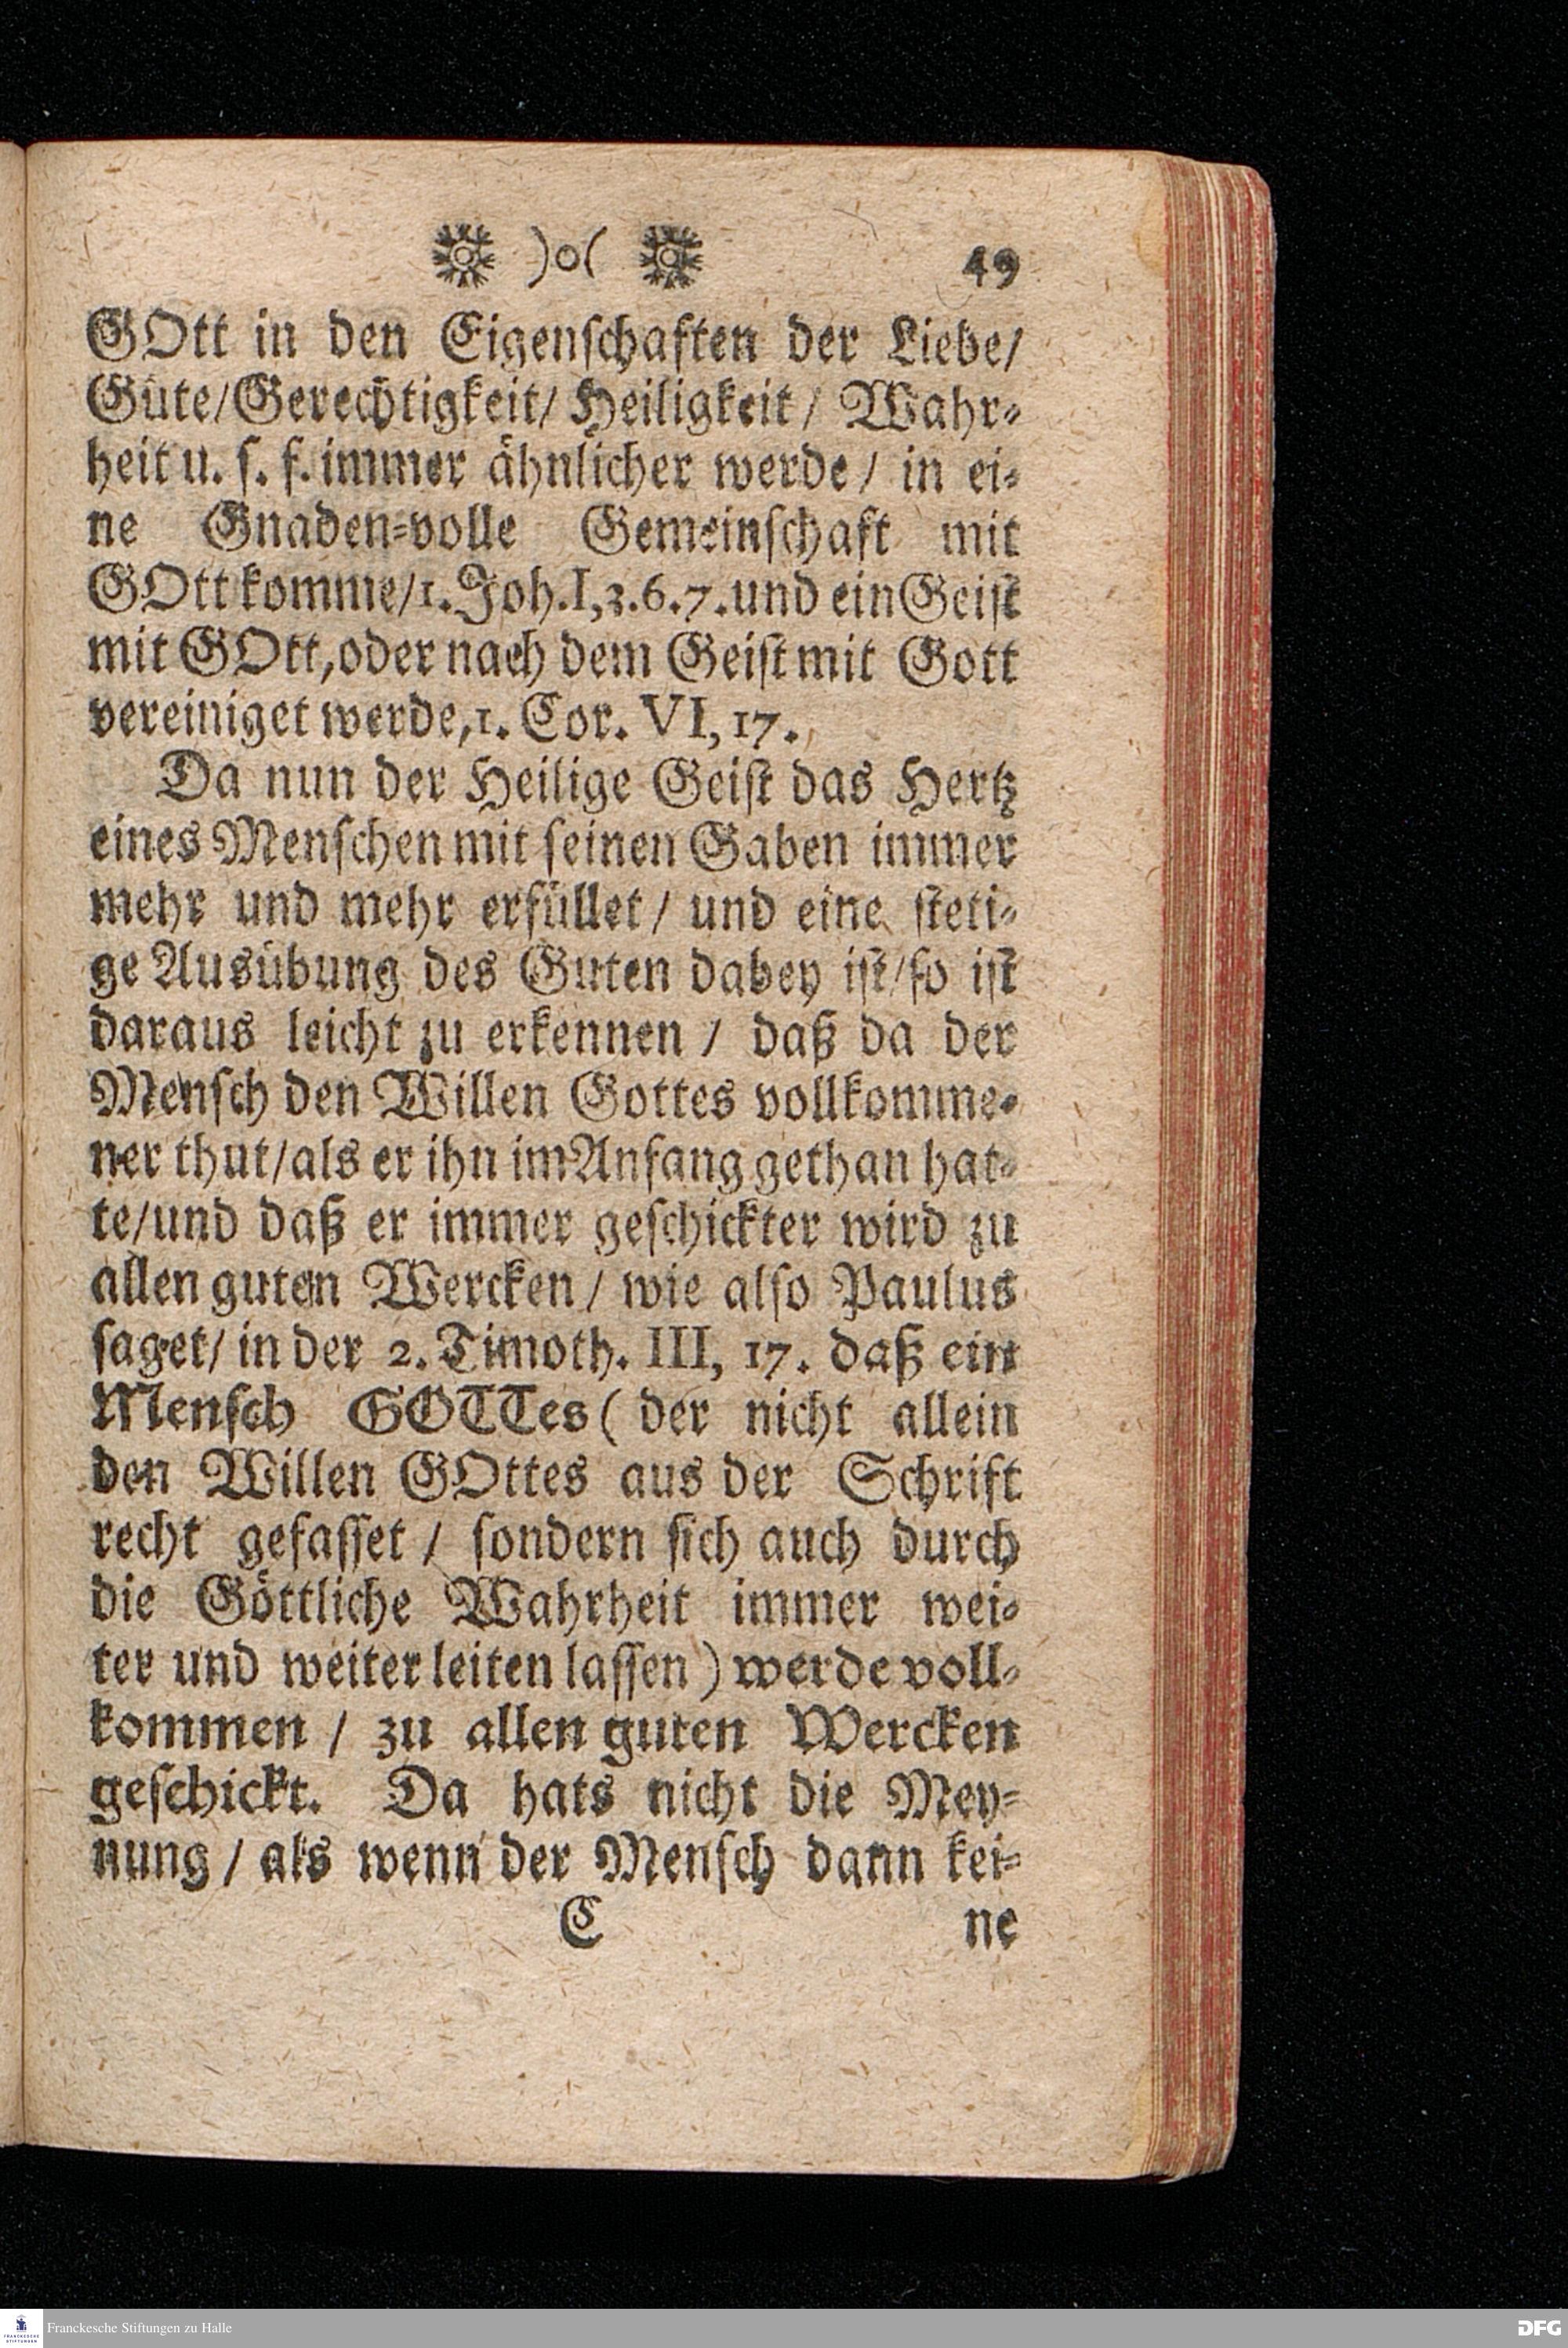 )o( 49
GOtt in den Eigenſchaften der Liebe/
Güte/Gerechtigkeit/ Heiligkeit/ Wahr⸗
heit u. ſ. f. immer ähnlicher werde/ in ei⸗
ne Gnaden⸗volle Gemeinſchaft mit
GOtt komme/1. Joh. I,3.6.7. und ein Geiſt
mit GOtt, oder nach dem Geiſt mit Gott
vereiniget werde,1. Cor. VI, 17.
Da nun der Heilige Geiſt das Hertz
eines Menſchen mit ſeinen Gaben immer
mehr und mehr erfüllet/ und eine ſteti⸗
ge Ausübung des Guten dabey iſt/ſo iſt
daraus leicht zu erkennen / daß da der
Menſch den Willen Gottes vollkomme⸗
ner thut/als er ihn im Anfang gethan hat⸗
te/und daß er immer geſchickter wird zu
allen guten Wercken/ wie alſo Paulus
ſaget/ in der 2. Timoth. III, 17. daß ein
Menſch GOTTes ( der nicht allein
den Willen GOttes aus der Schrift
recht gefaſſet / ſondern ſich auch durch
die Göttliche Wahrheit immer wei⸗
ter und weiter leiten laſſen ) werde voll⸗
kommen / zu allen guten Wercken
geſchickt. Da hats nicht die Mey⸗
nung / als wenn der Menſch dann kei⸗
C ne
FRANCKESCHE STIFTUNGEN
Franckesche Stiftungen zu Halle
DFG